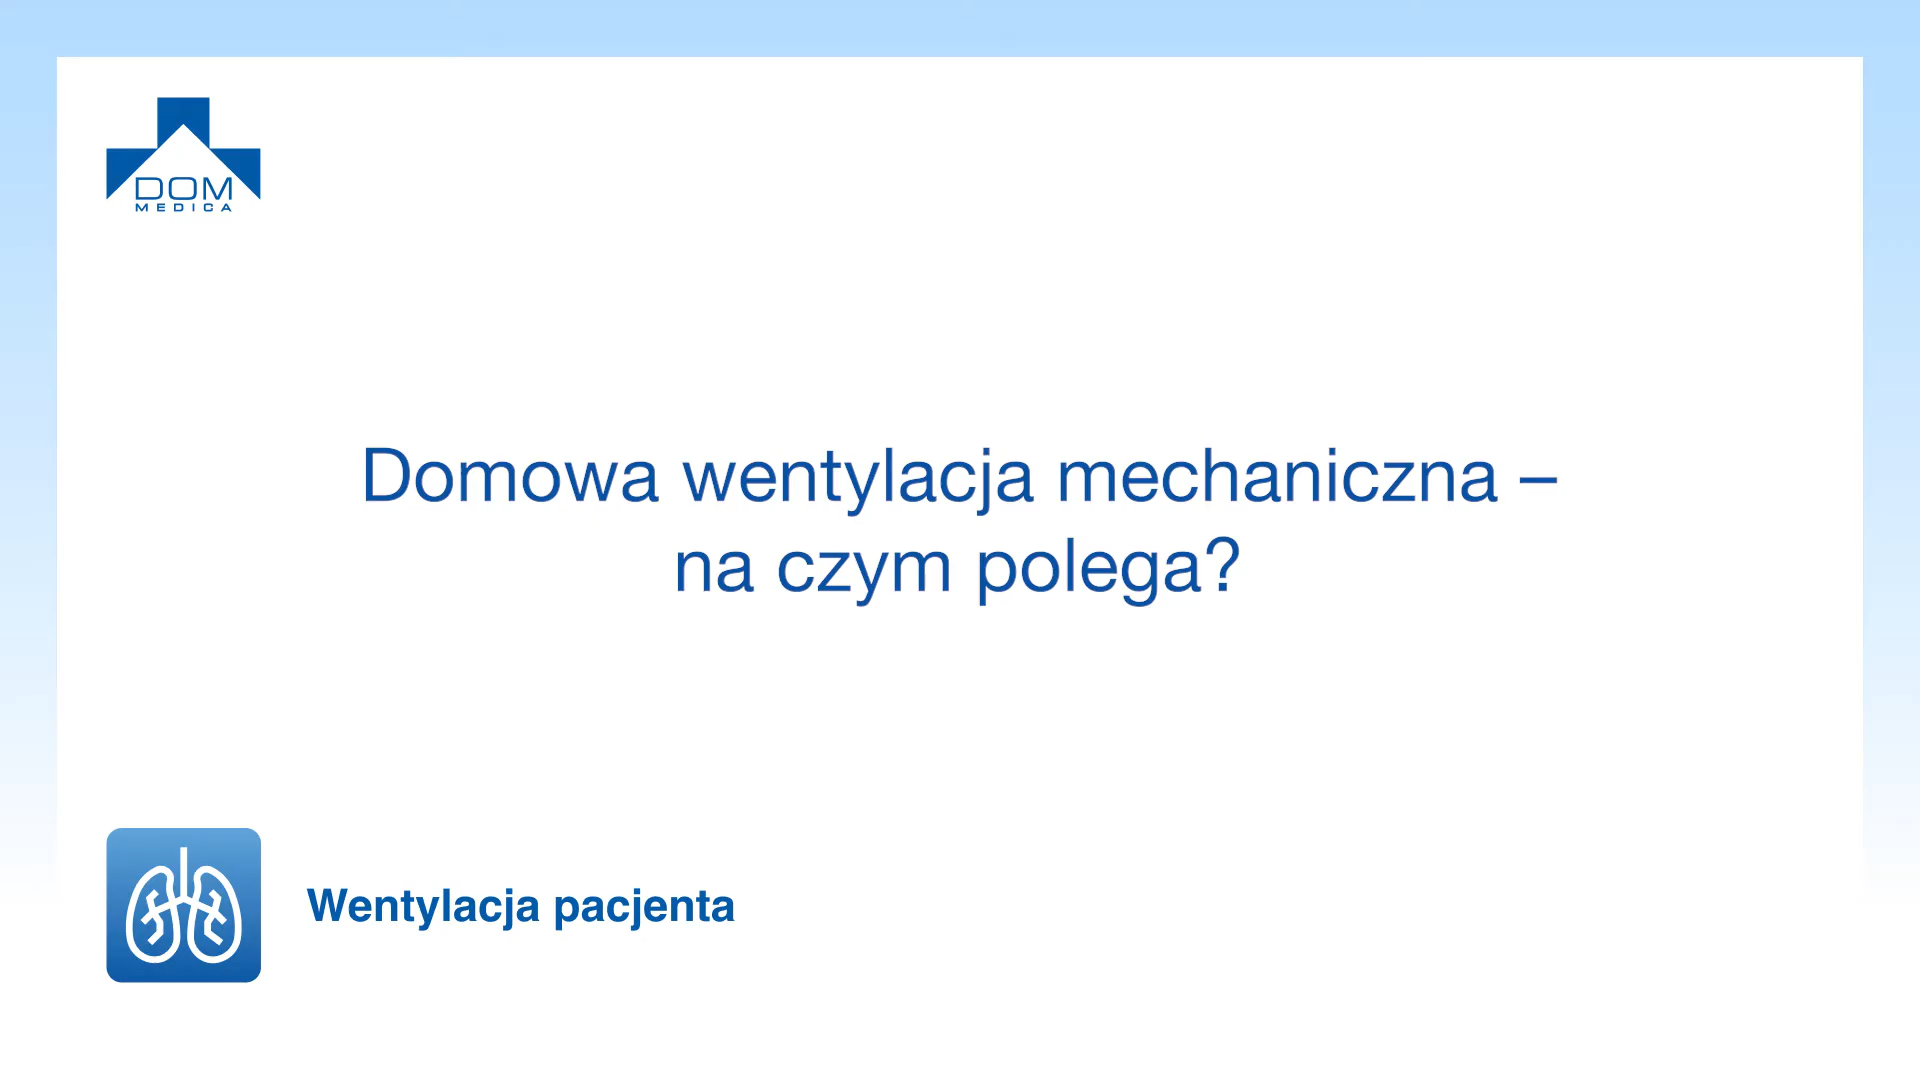 DOM
MEDICA
Domowa wentylacja mechaniczna –
na czym polega?
Wentylacja pacjenta